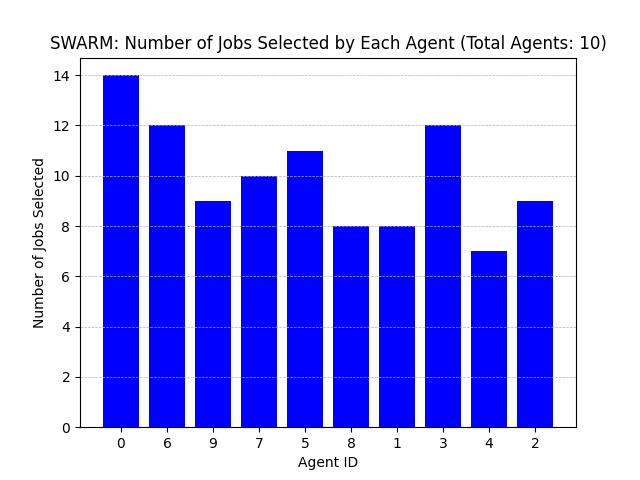 SWARM: Number of Jobs Selected by Each Agent (Total Agents: 10)
Number of Jobs Selected
14
12
10
8
6
4
2
0
0 6 9 7 5 8 1 3 4 2
Agent ID